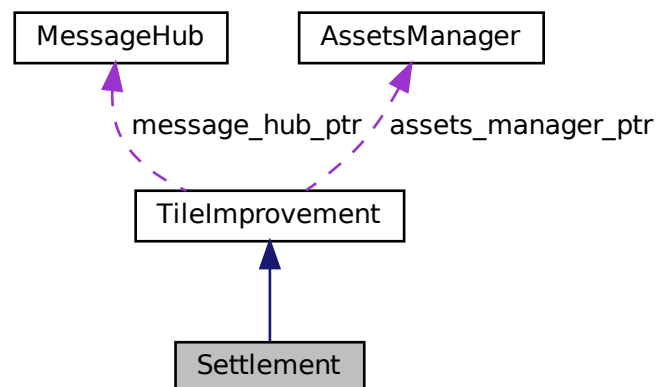 MessageHub
AssetsManager
message_hub_ptr
assets_manager_ptr
TileImprovement
Settlement